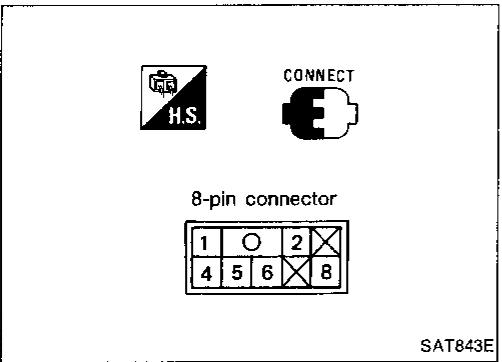 CONNECT
H.S.
8-pin connector
1 2
4 5 6 8
SAT843E